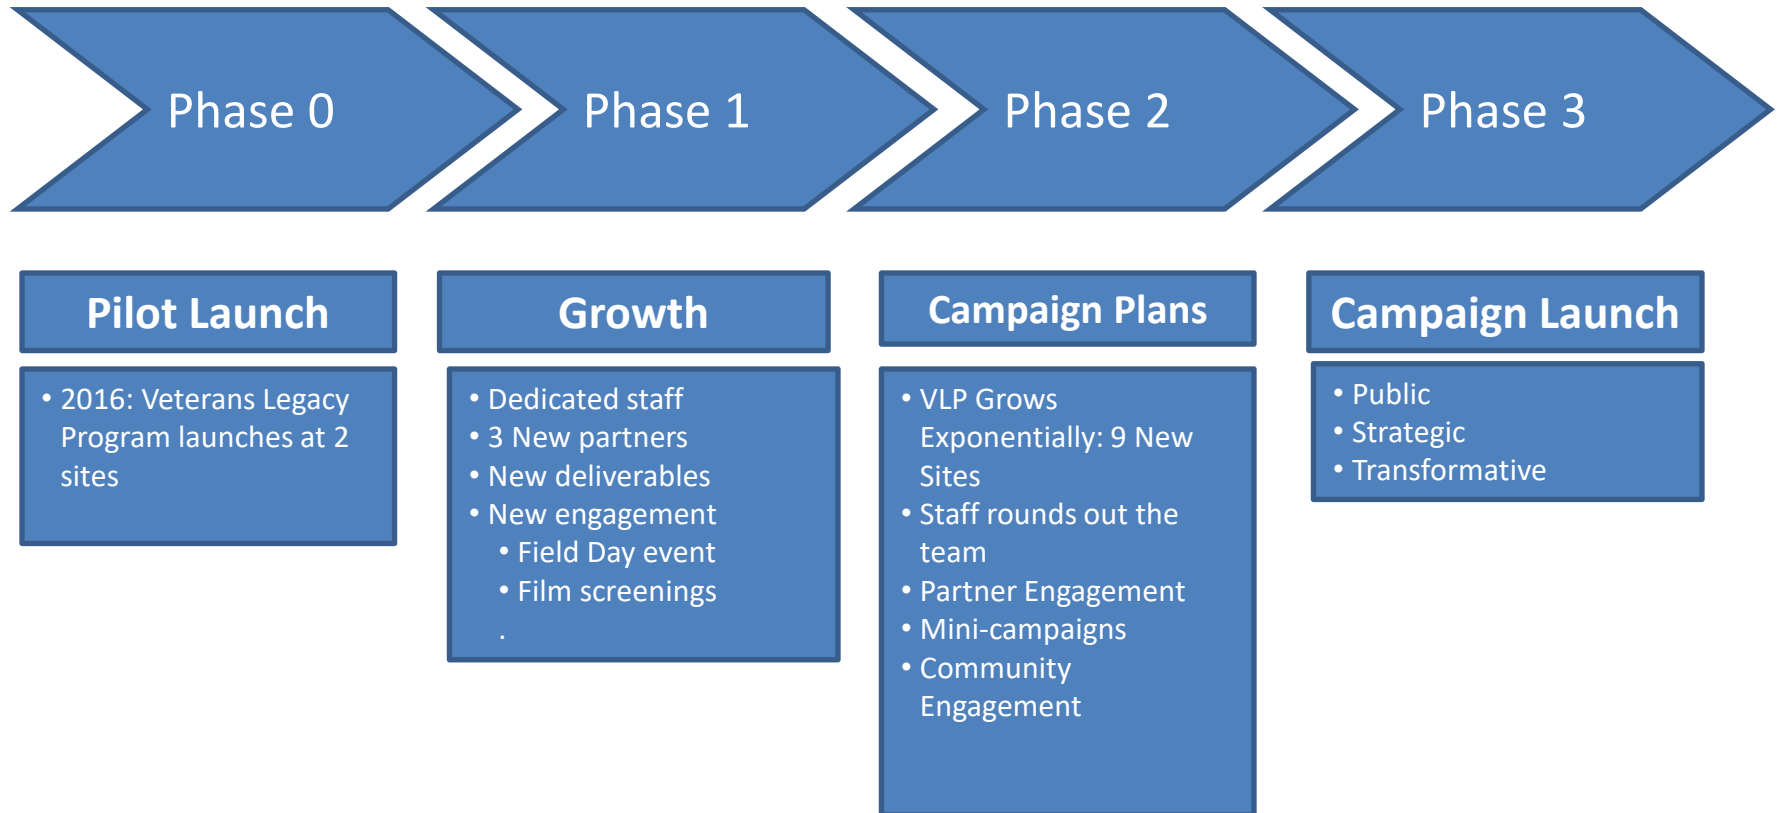 Phase 0
Phase 1
Phase 2
Phase 3
Pilot Launch
• 2016: Veterans Legacy
Program launches at 2
sites
Growth
• Dedicated staff
• 3 New partners
• New deliverables
• New engagement
• Field Day event
• Film screenings
.
Campaign Plans
• VLP Grows
Exponentially: 9 New
Sites
• Staff rounds out the
team
• Partner Engagement
• Mini-campaigns
• Community
Engagement
Campaign Launch
• Public
• Strategic
• Transformative